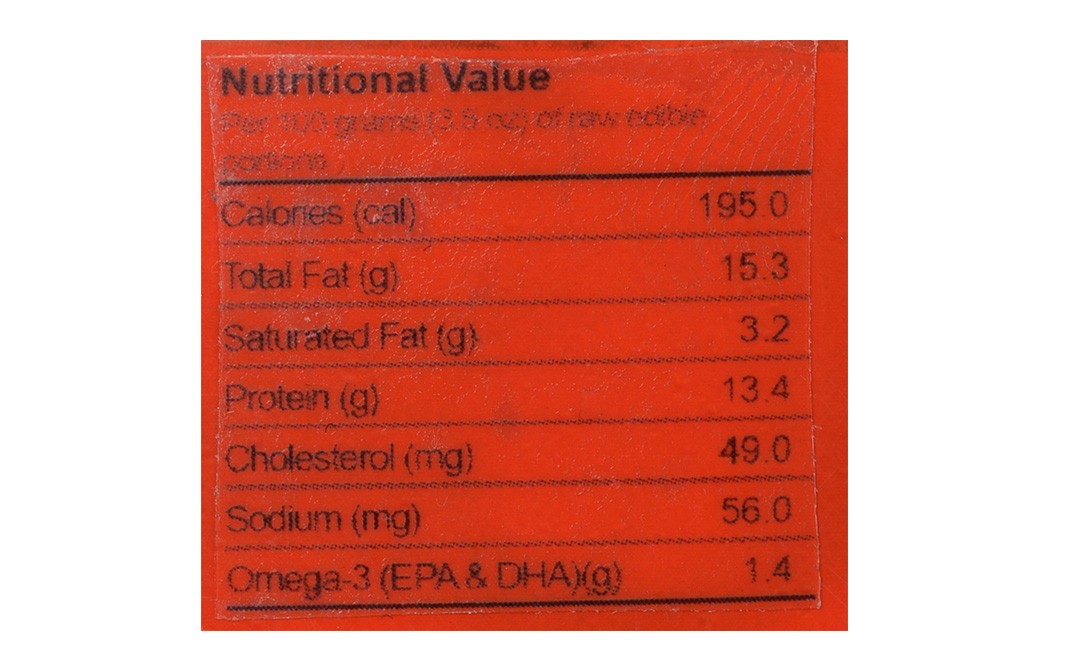 Nutritional Value
Per 100 grams (3.5 oz) of raw edible
portions.
Calories (cal) 195.0
Total Fat (g) 15.3
Saturated Fat (g) 3.2
Protein (g) 13.4
Cholesterol (mg) 49.0
Sodium (mg) 56.0
Omega-3 (EPA & DHA)(g) 1.4